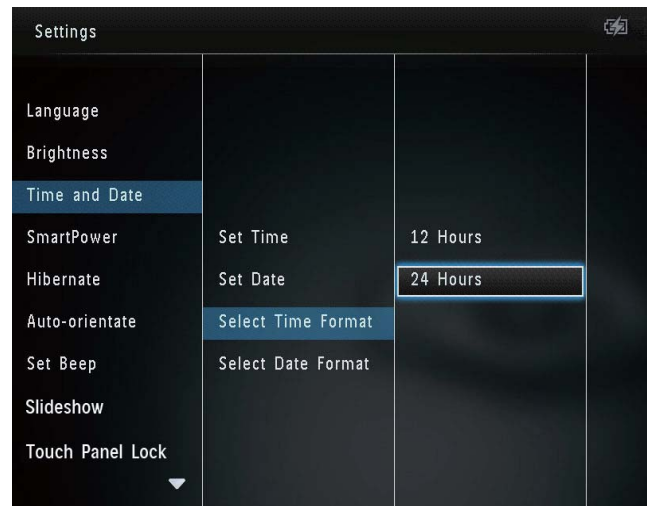 Settings
Language
Brightness
Time and Date
SmartPower
Hibernate
Auto-orientate
Set Beep
Slideshow
Touch Panel Lock
Set Time
Set Date
Select Time Format
Select Date Format
12 Hours
24 Hours